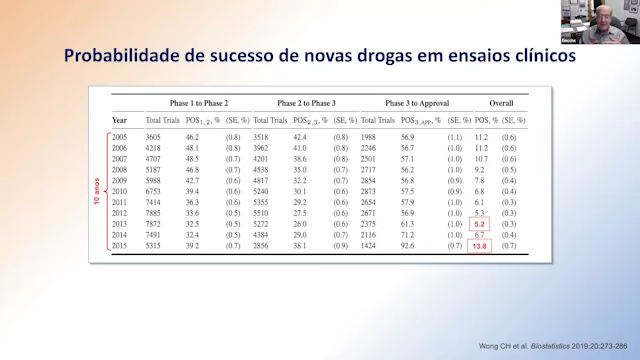 Probabilidade de sucesso de novas drogas em ensaios clínicos
Phase 1 to Phase 2 Phase 2 to Phase 3 Phase 3 to Approval Overall
Year Total Trials POS1,2, % (SE, %) Total Trials POS2,3, % (SE, %) Total Trials POS3,APP, % (SE, %) POS, % (SE, %)
2005 3605 46.2 (0.8) 3518 42.4 (0.8) 1988 56.9 (1.1) 11.2 (0.6)
2006 4218 48.1 (0.8) 3962 41.0 (0.8) 2246 56.7 (1.0) 11.2 (0.6)
2007 4707 48.5 (0.7) 4201 38.6 (0.8) 2501 57.1 (1.0) 10.7 (0.6)
2008 5187 46.8 (0.7) 4538 35.0 (0.7) 2717 56.2 (1.0) 9.2 (0.5)
2009 5988 42.7 (0.6) 4817 32.2 (0.7) 2854 56.8 (0.9) 7.8 (0.4)
2010 6753 39.4 (0.6) 5240 30.1 (0.6) 2873 57.5 (0.9) 6.8 (0.4)
2011 7414 36.3 (0.6) 5355 29.2 (0.6) 2654 57.9 (1.0) 6.1 (0.3)
2012 7885 33.6 (0.5) 5510 27.5 (0.6) 2671 56.9 (1.0) 5.3 (0.3)
2013 7872 32.5 (0.5) 5272 26.0 (0.6) 2375 61.3 (1.0) 5.2 (0.3)
2014 7491 32.4 (0.5) 4384 29.0 (0.7) 2116 71.2 (1.0) 6.7 (0.4)
2015 5315 39.2 (0.7) 2856 38.1 (0.9) 1424 92.6 (0.7) 13.8 (0.7)
10 anos
Wong CH et al. Biostatistics 2019;20:273-286